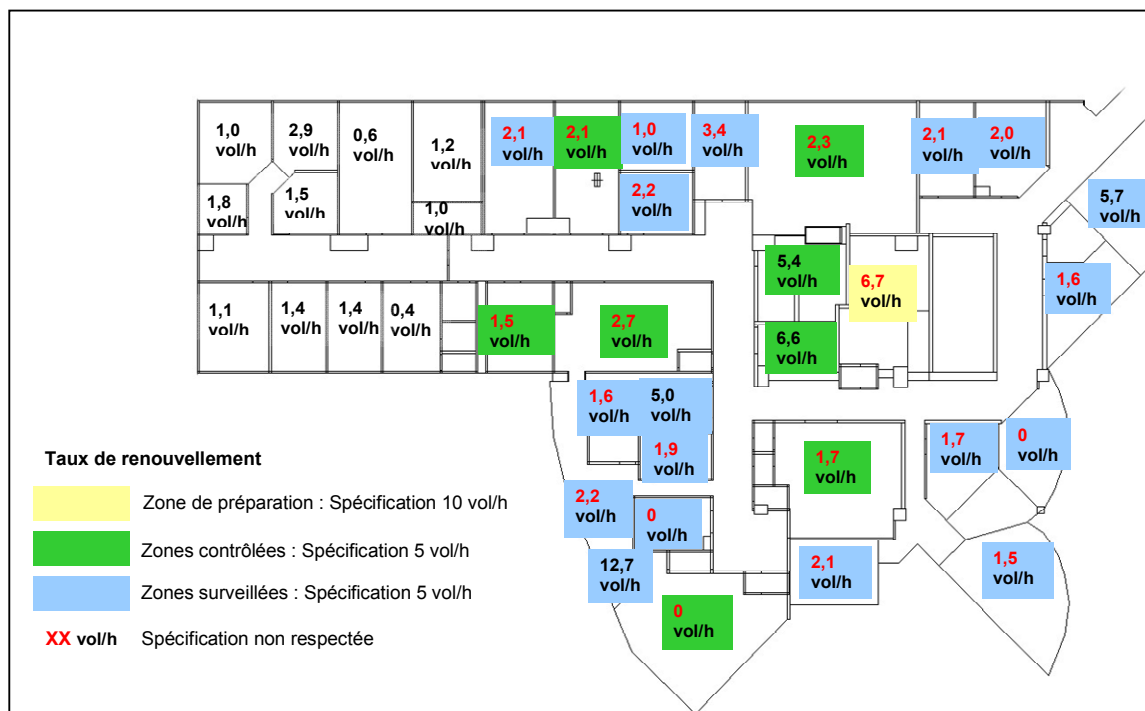 1,0
vol/h
2,9
vol/h
0,6
vol/h
1,2
vol/h
2,1
vol/h
2,1
vol/h
1,0
vol/h
3,4
vol/h
2,3
vol/h
2,1
vol/h
2,0
vol/h
1,8
vol/h
1,5
vol/h
1,0
vol/h
2,2
vol/h
5,7
vol/h
5,4
vol/h
6,7
vol/h
1,6
vol/h
1,1
vol/h
1,4
vol/h
1,4
vol/h
0,4
vol/h
1,5
vol/h
2,7
vol/h
6,6
vol/h
1,6
vol/h
5,0
vol/h
1,9
vol/h
1,7
vol/h
1,7
vol/h
0
vol/h
2,2
vol/h
0
vol/h
12,7
vol/h
2,1
vol/h
1,5
vol/h
0
vol/h
Taux de renouvellement
Zone de préparation : Spécification 10 vol/h
Zones contrôlées : Spécification 5 vol/h
Zones surveillées : Spécification 5 vol/h
XX vol/h Spécification non respectée